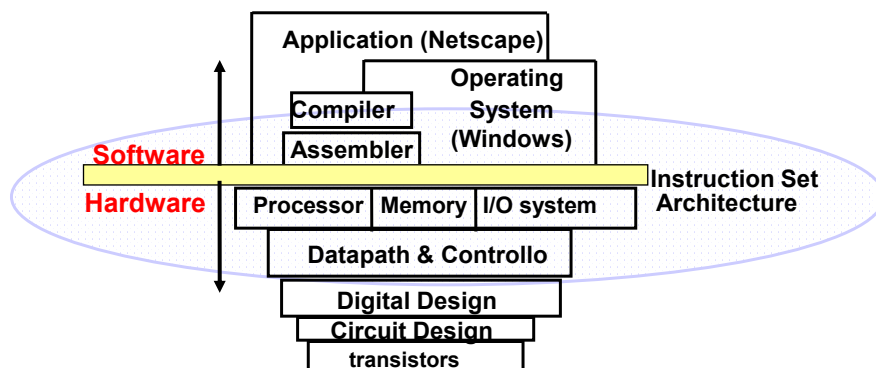 Application (Netscape)
Operating
System
(Windows)
Compiler
Assembler
Software
Hardware
Instruction Set
Architecture
Processor
Memory
I/O system
Datapath & Controllo
Digital Design
Circuit Design
transistors